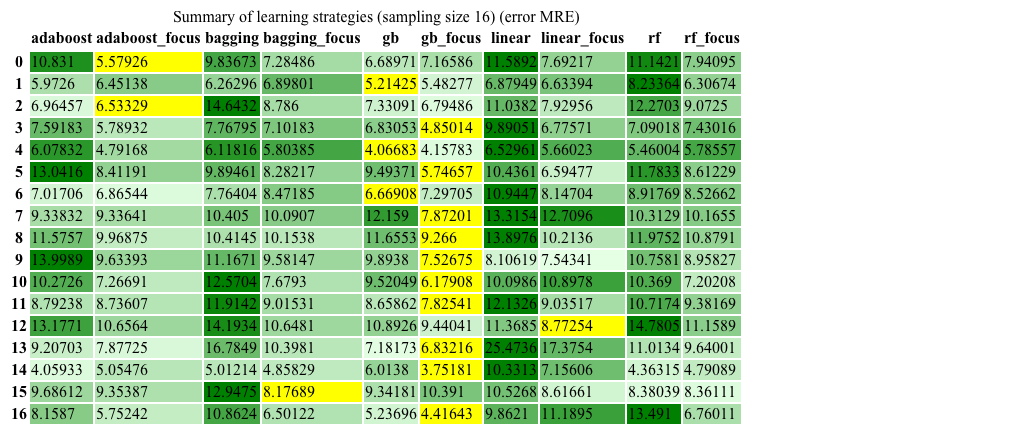 Summary of learning strategies (sampling size 16) (error MRE)
adaboost adaboost_focus bagging bagging_focus gb gb_focus linear linear_focus rf rf_focus
0 10.831 5.57926 9.83673 7.28486 6.68971 7.16586 11.5892 7.69217 11.1421 7.94095
1 5.9726 6.45138 6.26296 6.89801 5.21425 5.48277 6.87949 6.63394 8.23364 6.30674
2 6.96457 6.53329 14.6432 8.786 7.33091 6.79486 11.0382 7.92956 12.2703 9.0725
3 7.59183 5.78932 7.76795 7.10183 6.83053 4.85014 9.89051 6.77571 7.09018 7.43016
4 6.07832 4.79168 6.11816 5.80385 4.06683 4.15783 6.52961 5.66023 5.46004 5.78557
5 13.0416 8.41191 9.89461 8.28217 9.49371 5.74657 10.4361 6.59477 11.7833 8.61229
6 7.01706 6.86544 7.76404 8.47185 6.66908 7.29705 10.9447 8.14704 8.91769 8.52662
7 9.33832 9.33641 10.405 10.0907 12.159 7.87201 13.3154 12.7096 10.3129 10.1655
8 11.5757 9.96875 10.4145 10.1538 11.6553 9.266 13.8976 10.2136 11.9752 10.8791
9 13.9989 9.63393 11.1671 9.58147 9.8938 7.52675 8.10619 7.54341 10.7581 8.95827
10 10.2726 7.26691 12.5704 7.6793 9.52049 6.17908 10.0986 10.8978 10.369 7.20208
11 8.79238 8.73607 11.9142 9.01531 8.65862 7.82541 12.1326 9.03517 10.7174 9.38169
12 13.1771 10.6564 14.1934 10.6481 10.8926 9.44041 11.3685 8.77254 14.7805 11.1589
13 9.20703 7.87725 16.7849 10.3981 7.18173 6.83216 25.4736 17.3754 11.0134 9.64001
14 4.05933 5.05476 5.01214 4.85829 6.0138 3.75181 10.3313 7.15606 4.36315 4.79089
15 9.68612 9.35387 12.9475 8.17689 9.34181 10.391 10.5268 8.61661 8.38039 8.36111
16 8.1587 5.75242 10.8624 6.50122 5.23696 4.41643 9.8621 11.1895 13.491 6.76011